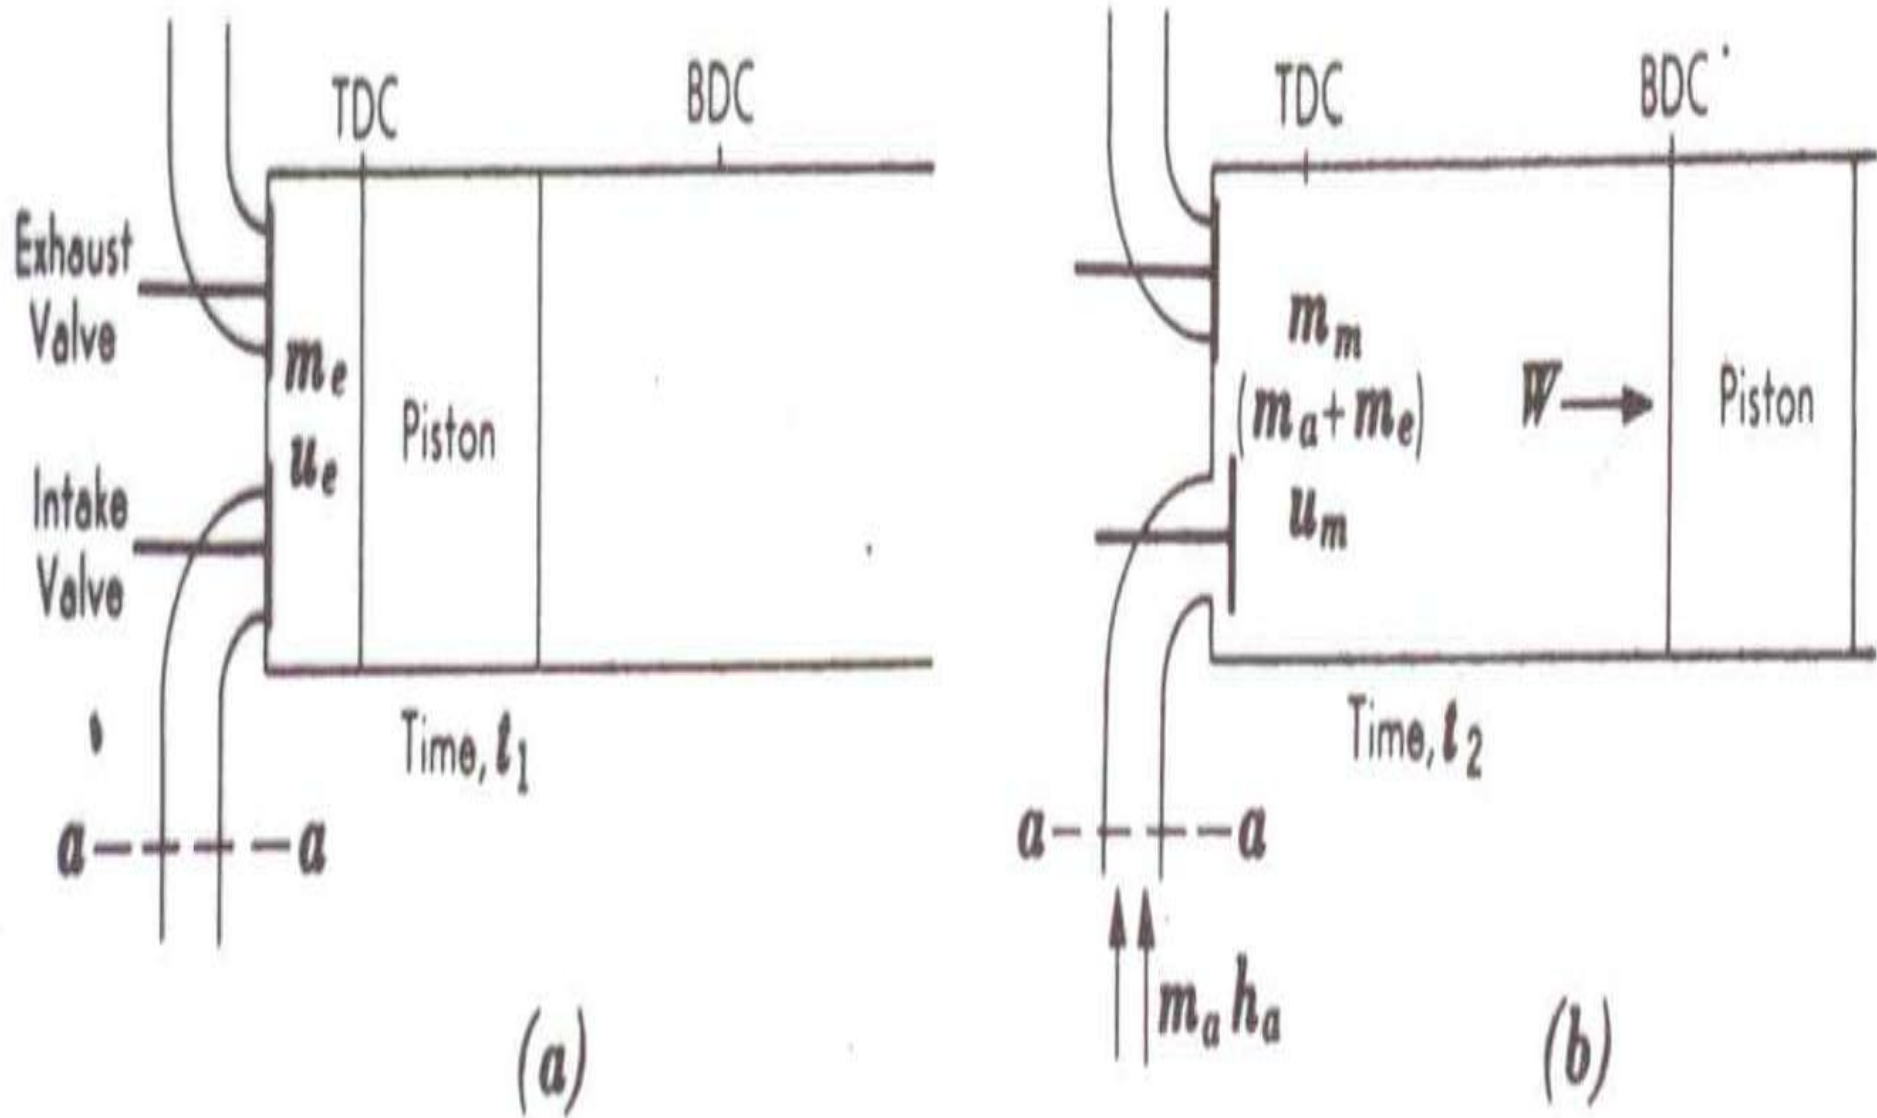 TDC
BDC
Exhaust
Valve
m_e
u_e
Piston
Intake
Valve
Time, t_1
a
a
(a)
TDC
BDC
m_m
(m_a+m_e)
u_m
W
Piston
Time, t_2
a
a
m_a h_a
(b)